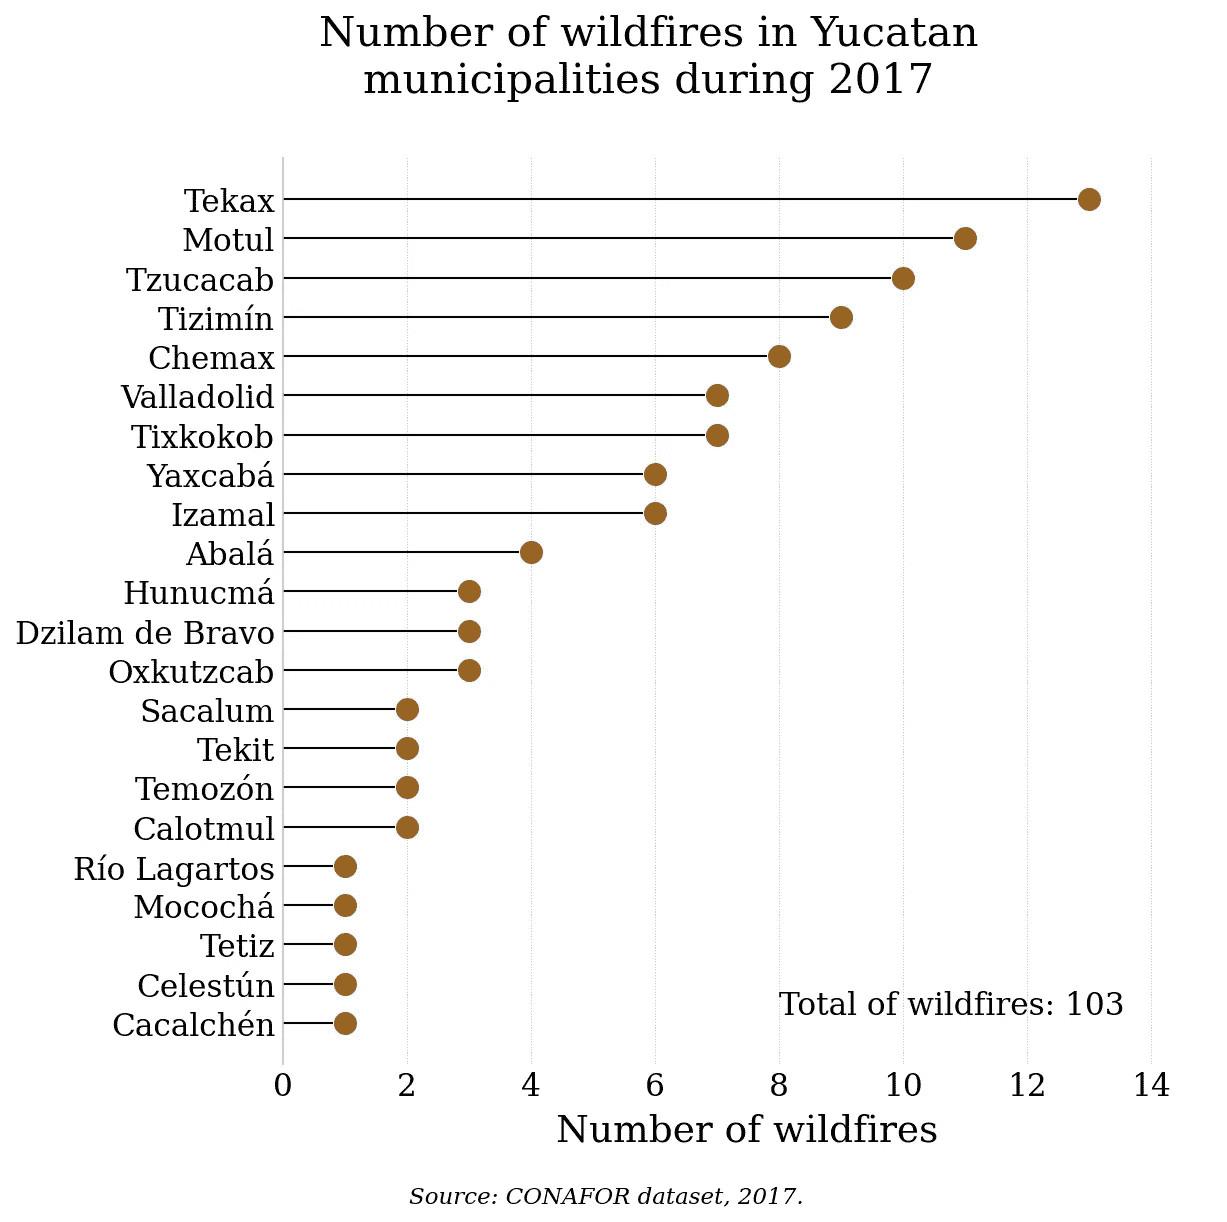 Number of wildfires in Yucatan
municipalities during 2017
Tekax
Motul
Tzucacab
Tizimín
Chemax
Valladolid
Tixkokob
Yaxcabá
Izamal
Abalá
Hunucmá
Dzilam de Bravo
Oxkutzcab
Sacalum
Tekit
Temozón
Calotmul
Río Lagartos
Mocochá
Tetiz
Celestún
Cacalchén
Total of wildfires: 103
0 2 4 6 8 10 12 14
Number of wildfires
Source: CONAFOR dataset, 2017.